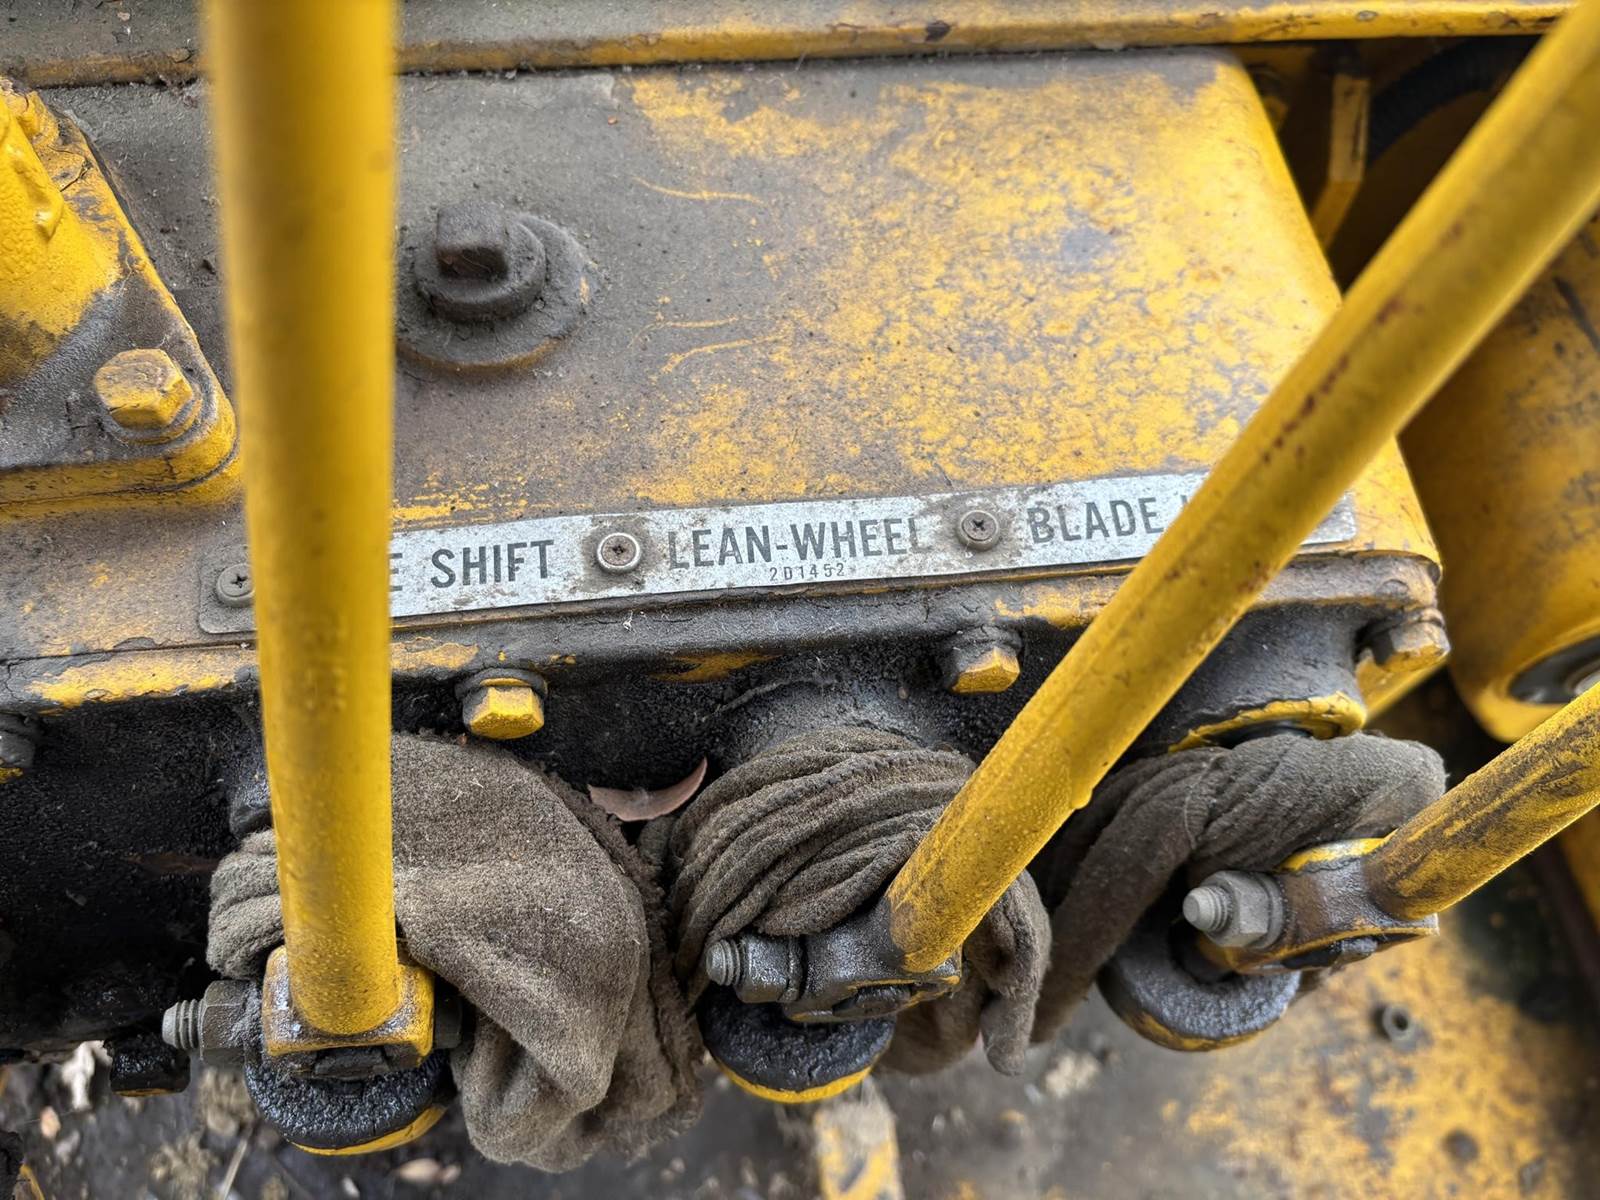 SHIFT LEAN-WHEEL BLADE
2D1452